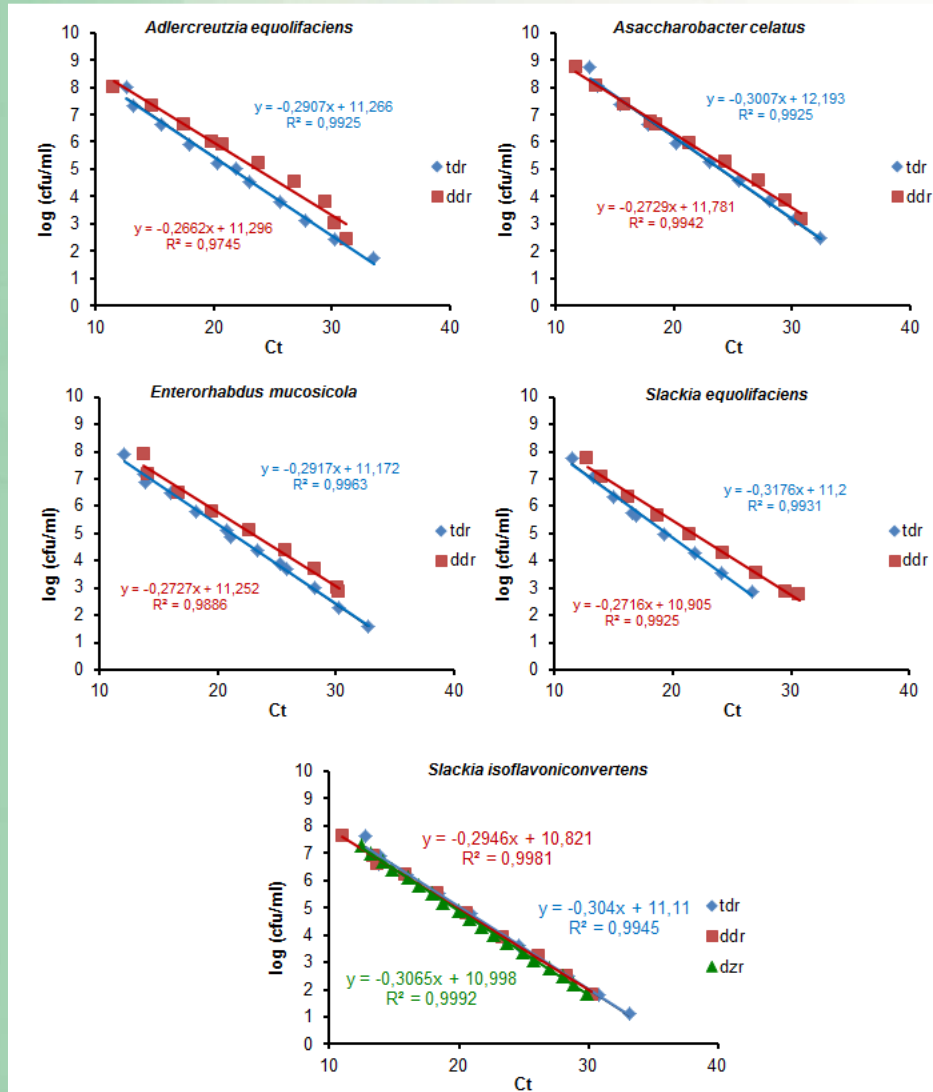 Adlercreutzia equolifaciens
10
9
8
7
6
5
4
3
2
1
0
log (cfu/ml)
y = -0,2907x + 11,266
R² = 0,9925
y = -0,2662x + 11,296
R² = 0,9745
tdr
ddr
10 20 30 40
Ct
Asaccharobacter celatus
10
9
8
7
6
5
4
3
2
1
0
log (cfu/ml)
y = -0,3007x + 12,193
R² = 0,9925
y = -0,2729x + 11,781
R² = 0,9942
tdr
ddr
10 20 30 40
Ct
Enterorhabdus mucosicola
10
9
8
7
6
5
4
3
2
1
0
log (cfu/ml)
y = -0,2917x + 11,172
R² = 0,9963
y = -0,2727x + 11,252
R² = 0,9886
tdr
ddr
10 20 30 40
Ct
Slackia equolifaciens
10
9
8
7
6
5
4
3
2
1
0
log (cfu/ml)
y = -0,3176x + 11,2
R² = 0,9931
y = -0,2716x + 10,905
R² = 0,9925
tdr
ddr
10 20 30 40
Ct
Slackia isoflavoniconvertens
10
9
8
7
6
5
4
3
2
1
0
log (cfu/ml)
y = -0,2946x + 10,821
R² = 0,9981
y = -0,304x + 11,11
R² = 0,9945
y = -0,3065x + 10,998
R² = 0,9992
tdr
ddr
dzr
10 20 30 40
Ct